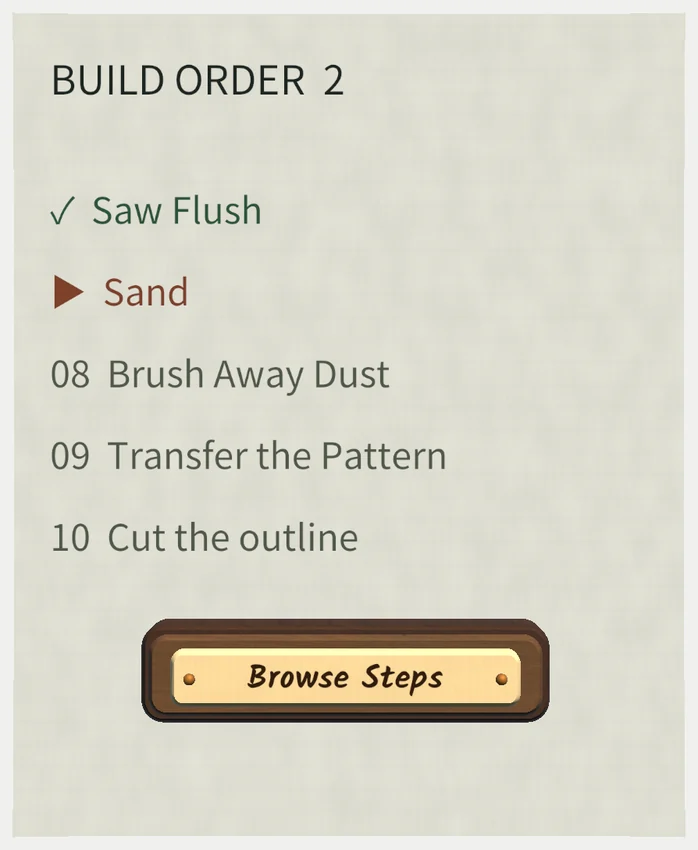 BUILD ORDER 2
✓ Saw Flush
▶ Sand
08 Brush Away Dust
09 Transfer the Pattern
10 Cut the outline
Browse Steps